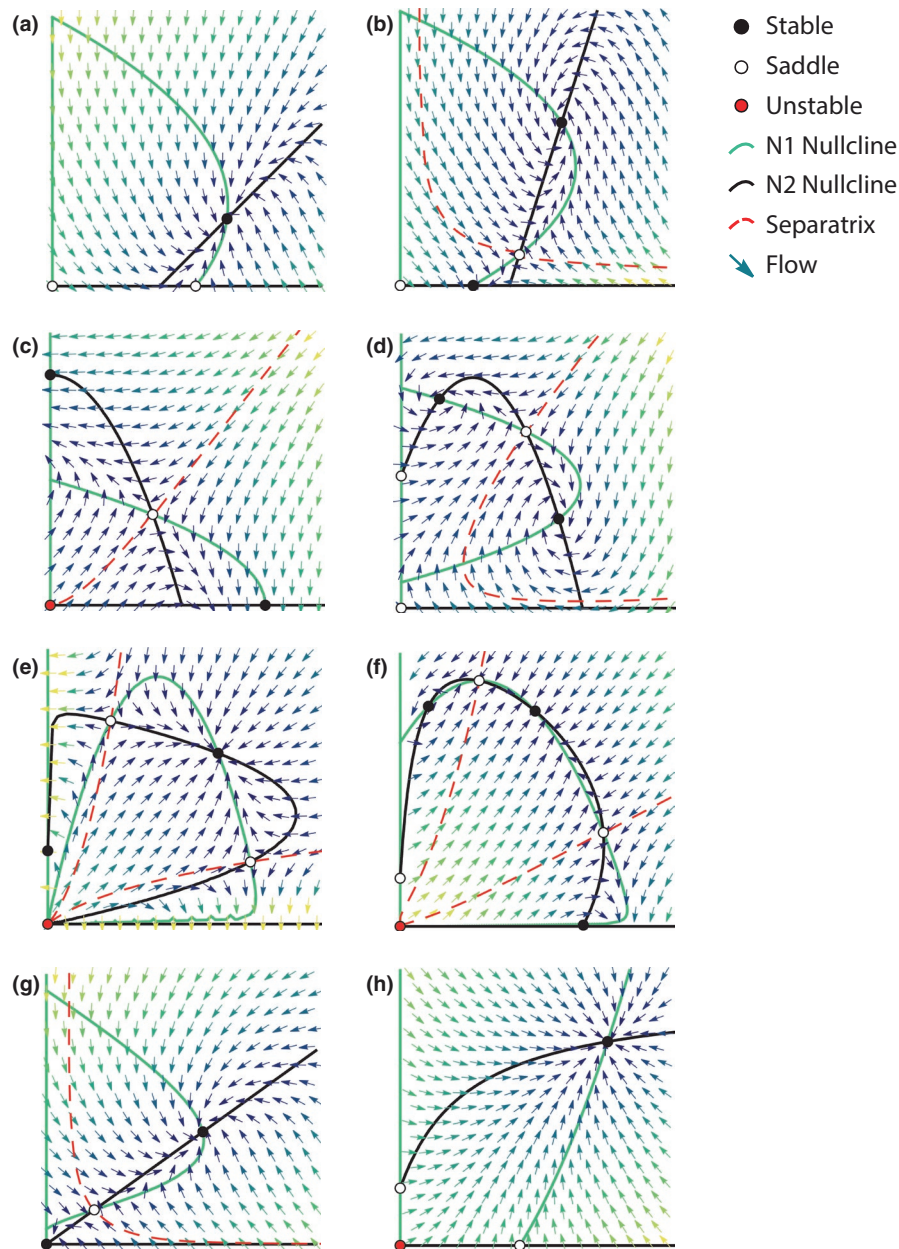 (a)
(b)
Stable
Saddle
Unstable
N1 Nullcline
N2 Nullcline
Separatrix
Flow
(c)
(d)
(e)
(f)
(g)
(h)